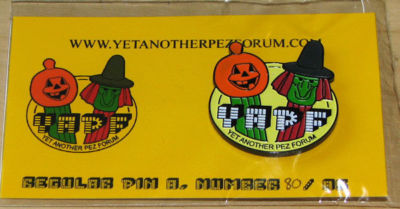 WWW.YETANOTHERPEZFORUM.COM
YAPF
YET ANOTHER PEZ FORUM
YAPF
YET ANOTHER PEZ FORUM
REGULAR PIN A, NUMBER 80/